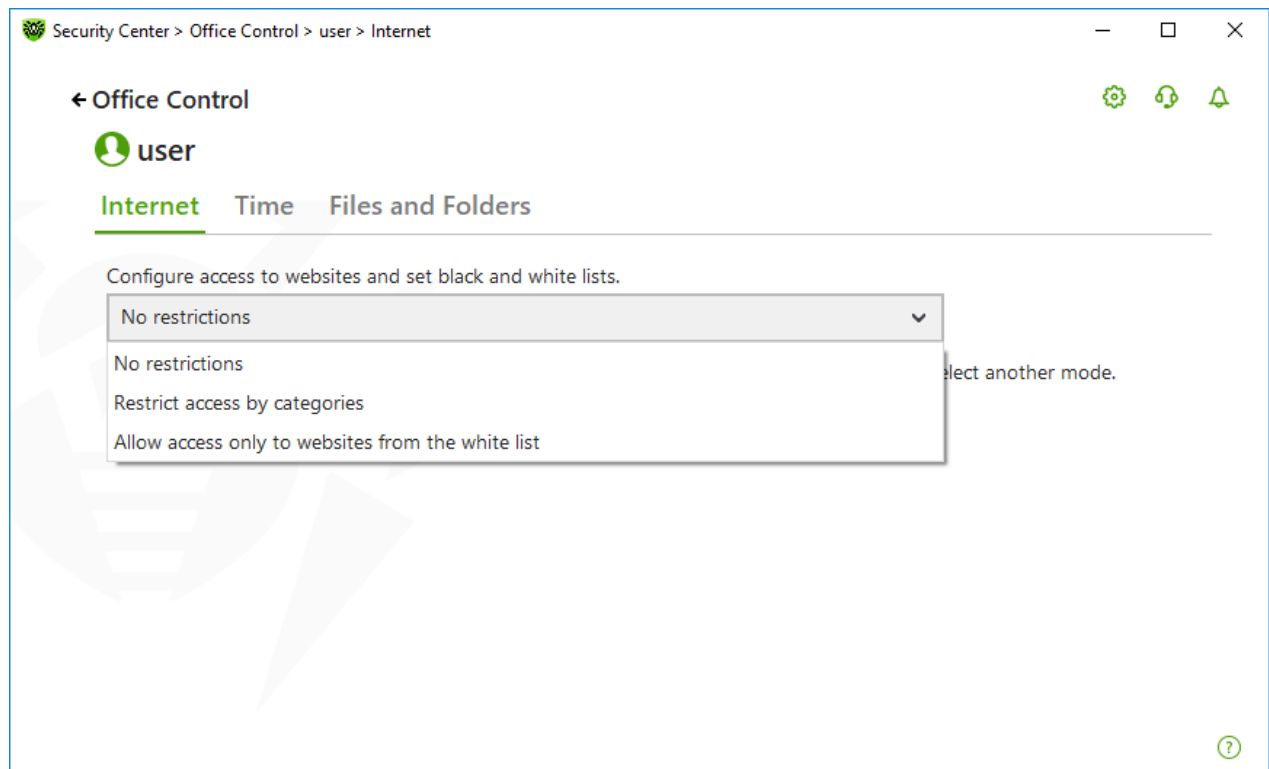 Security Center > Office Control > user > Internet
Office Control
user
Internet Time Files and Folders
Configure access to websites and set black and white lists.
No restrictions
No restrictions
another mode.
Restrict access by categories
Allow access only to websites from the white list
?